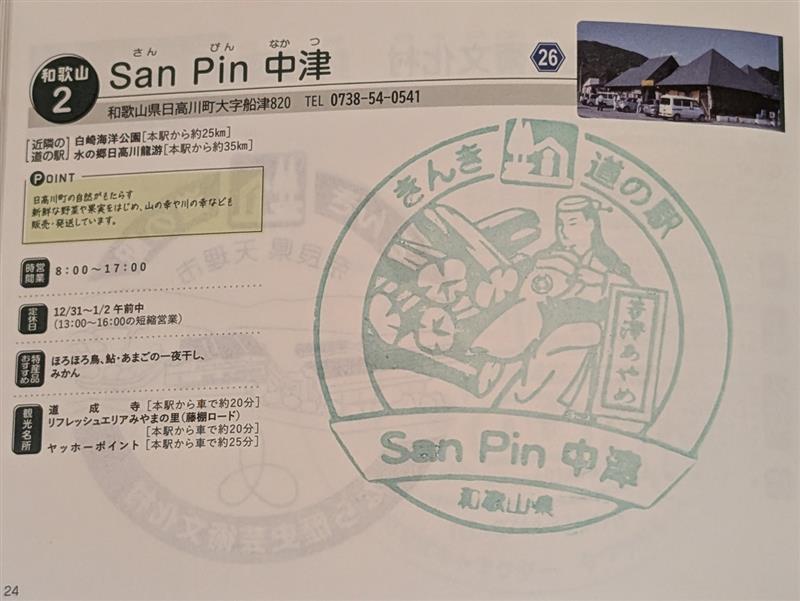 さん ぴん なかつ
和歌山 2
San Pin 中津
26
和歌山県日高川町大字船津820 TEL 0738-54-0541
[近隣の道の駅]
白崎海洋公園[本駅から約25km]
水の郷日高川龍游[本駅から約35km]
POINT
日高川町の自然がもたらす
新鮮な野菜や果実をはじめ、山の幸や川の幸なども
販売・発送しています。
営業時間
8:00〜17:00
定休日
12/31〜1/2 午前中
(13:00〜16:00の短縮営業)
特産品おすすめ
ほろほろ鳥、鮎・あまごの一夜干し、
みかん
観光名所
道成寺[本駅から車で約20分]
リフレッシュエリアみやまの里(藤棚ロード)
[本駅から車で約20分]
ヤッホーポイント[本駅から車で約25分]
きんき 道の駅
吉澤あやめ
San Pin 中津
和歌山県
奈良県天理市
24